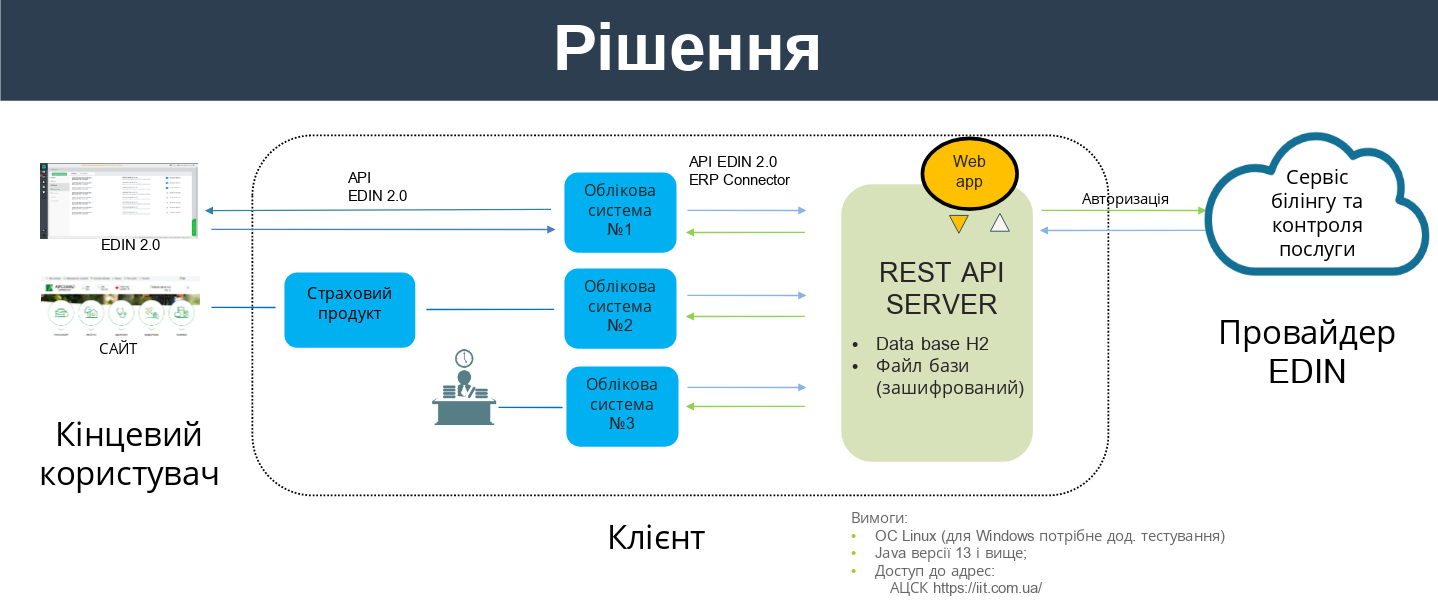 Рішення
API
EDIN 2.0
API EDIN 2.0
ERP Connector
Web
app
Авторизація
Сервіс
білінгу та
контроля
послуги
Облікова
система
№1
EDIN 2.0
Страховий
продукт
Облікова
система
№2
САЙТ
REST API
SERVER
• Data base H2
• Файл бази
(зашифрований)
Провайдер
EDIN
Облікова
система
№3
Кінцевий
користувач
Клієнт
Вимоги:
• ОС Linux (для Windows потрібне дод. тестування)
• Java версії 13 і вище;
• Доступ до адрес:
АЦСК https://iit.com.ua/